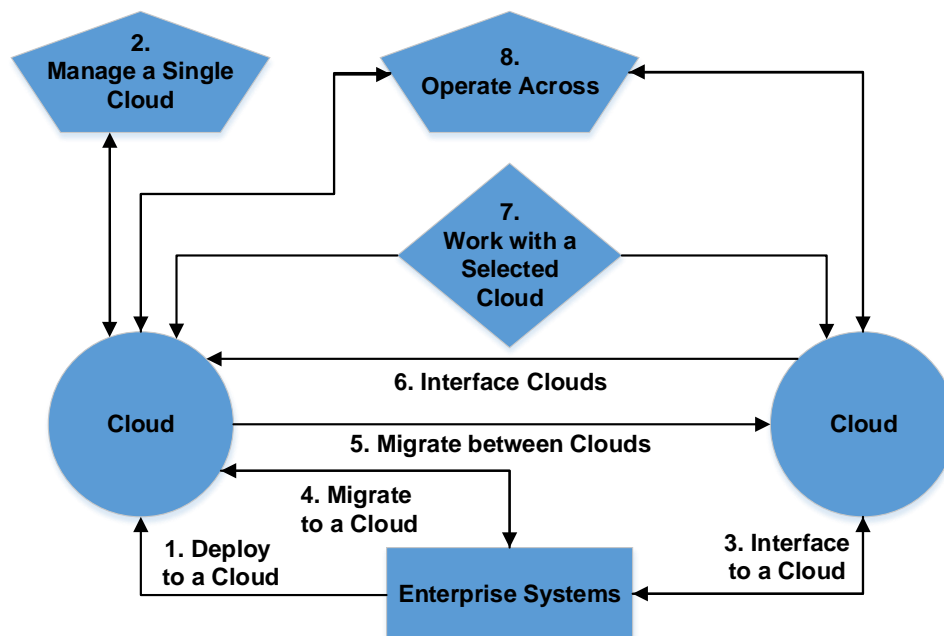 2.
Manage a Single
Cloud
8.
Operate Across
7.
Work with a
Selected
Cloud
6. Interface Clouds
Cloud
Cloud
5. Migrate between Clouds
4. Migrate
to a Cloud
1. Deploy
to a Cloud
3. Interface
to a Cloud
Enterprise Systems